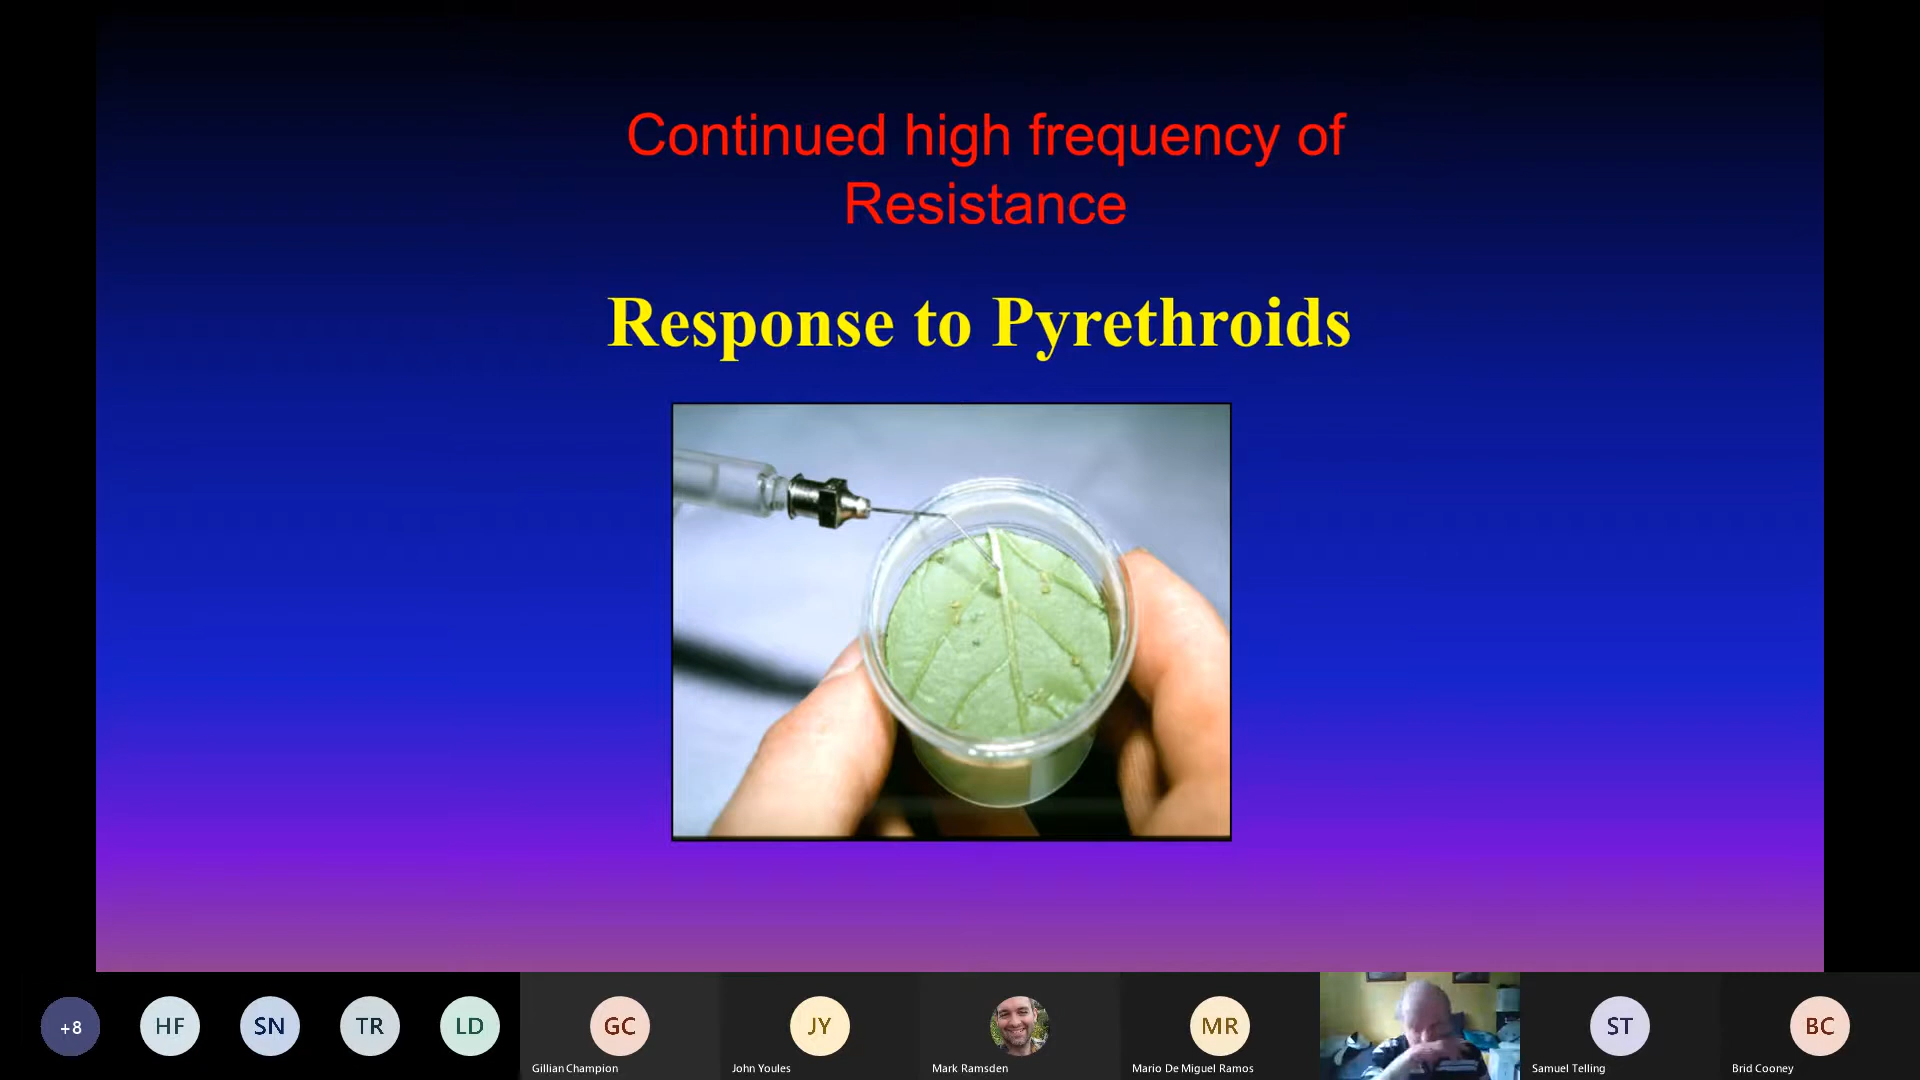 Continued high frequency of
Resistance
Response to Pyrethroids
+8
HF
SN
TR
LD
GC
Gillian Champion
JY
John Youles
Mark Ramsden
MR
Mario De Miguel Ramos
ST
Samuel Telling
BC
Brid Cooney